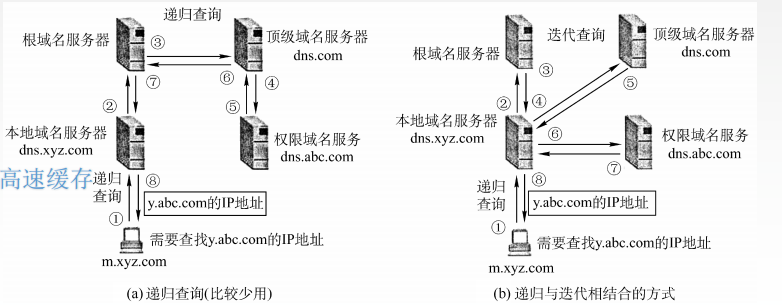 递归查询
根域名服务器
③
顶级域名服务器
dns.com
⑦
⑥
④
②
⑤
本地域名服务器
dns.xyz.com
权限域名服务
dns.abc.com
高速缓存
递归
查询
⑧
y.abc.com的IP地址
①
需要查找y.abc.com的IP地址
m.xyz.com
(a) 递归查询(比较少用)
迭代查询
根域名服务器
顶级域名服务器
dns.com
③
⑤
②
④
本地域名服务器
dns.xyz.com
⑥
权限域名服务
dns.abc.com
⑦
递归
查询
⑧
y.abc.com的IP地址
①
需要查找y.abc.com的IP地址
m.xyz.com
(b) 递归与迭代相结合的方式